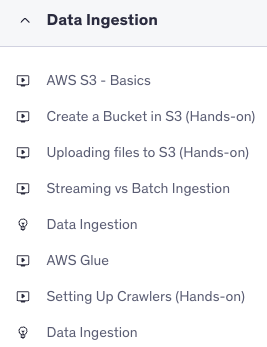 Data Ingestion
AWS S3 - Basics
Create a Bucket in S3 (Hands-on)
Uploading files to S3 (Hands-on)
Streaming vs Batch Ingestion
Data Ingestion
AWS Glue
Setting Up Crawlers (Hands-on)
Data Ingestion